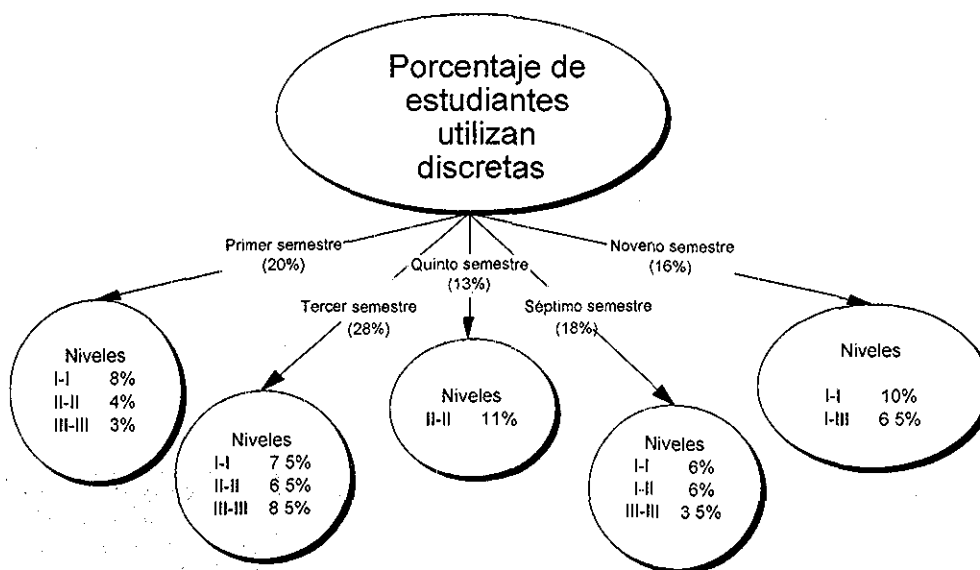 Porcentaje de
estudiantes
utilizan
discretas
Primer semestre
(20%)
Tercer semestre
(28%)
Quinto semestre
(13%)
Séptimo semestre
(18%)
Noveno semestre
(16%)
Niveles
I-I 8%
II-II 4%
III-III 3%
Niveles
I-I 7 5%
II-II 6 5%
III-III 8 5%
Niveles
II-II 11%
Niveles
I-I 6%
I-II 6%
III-III 3 5%
Niveles
I-I 10%
I-III 6 5%